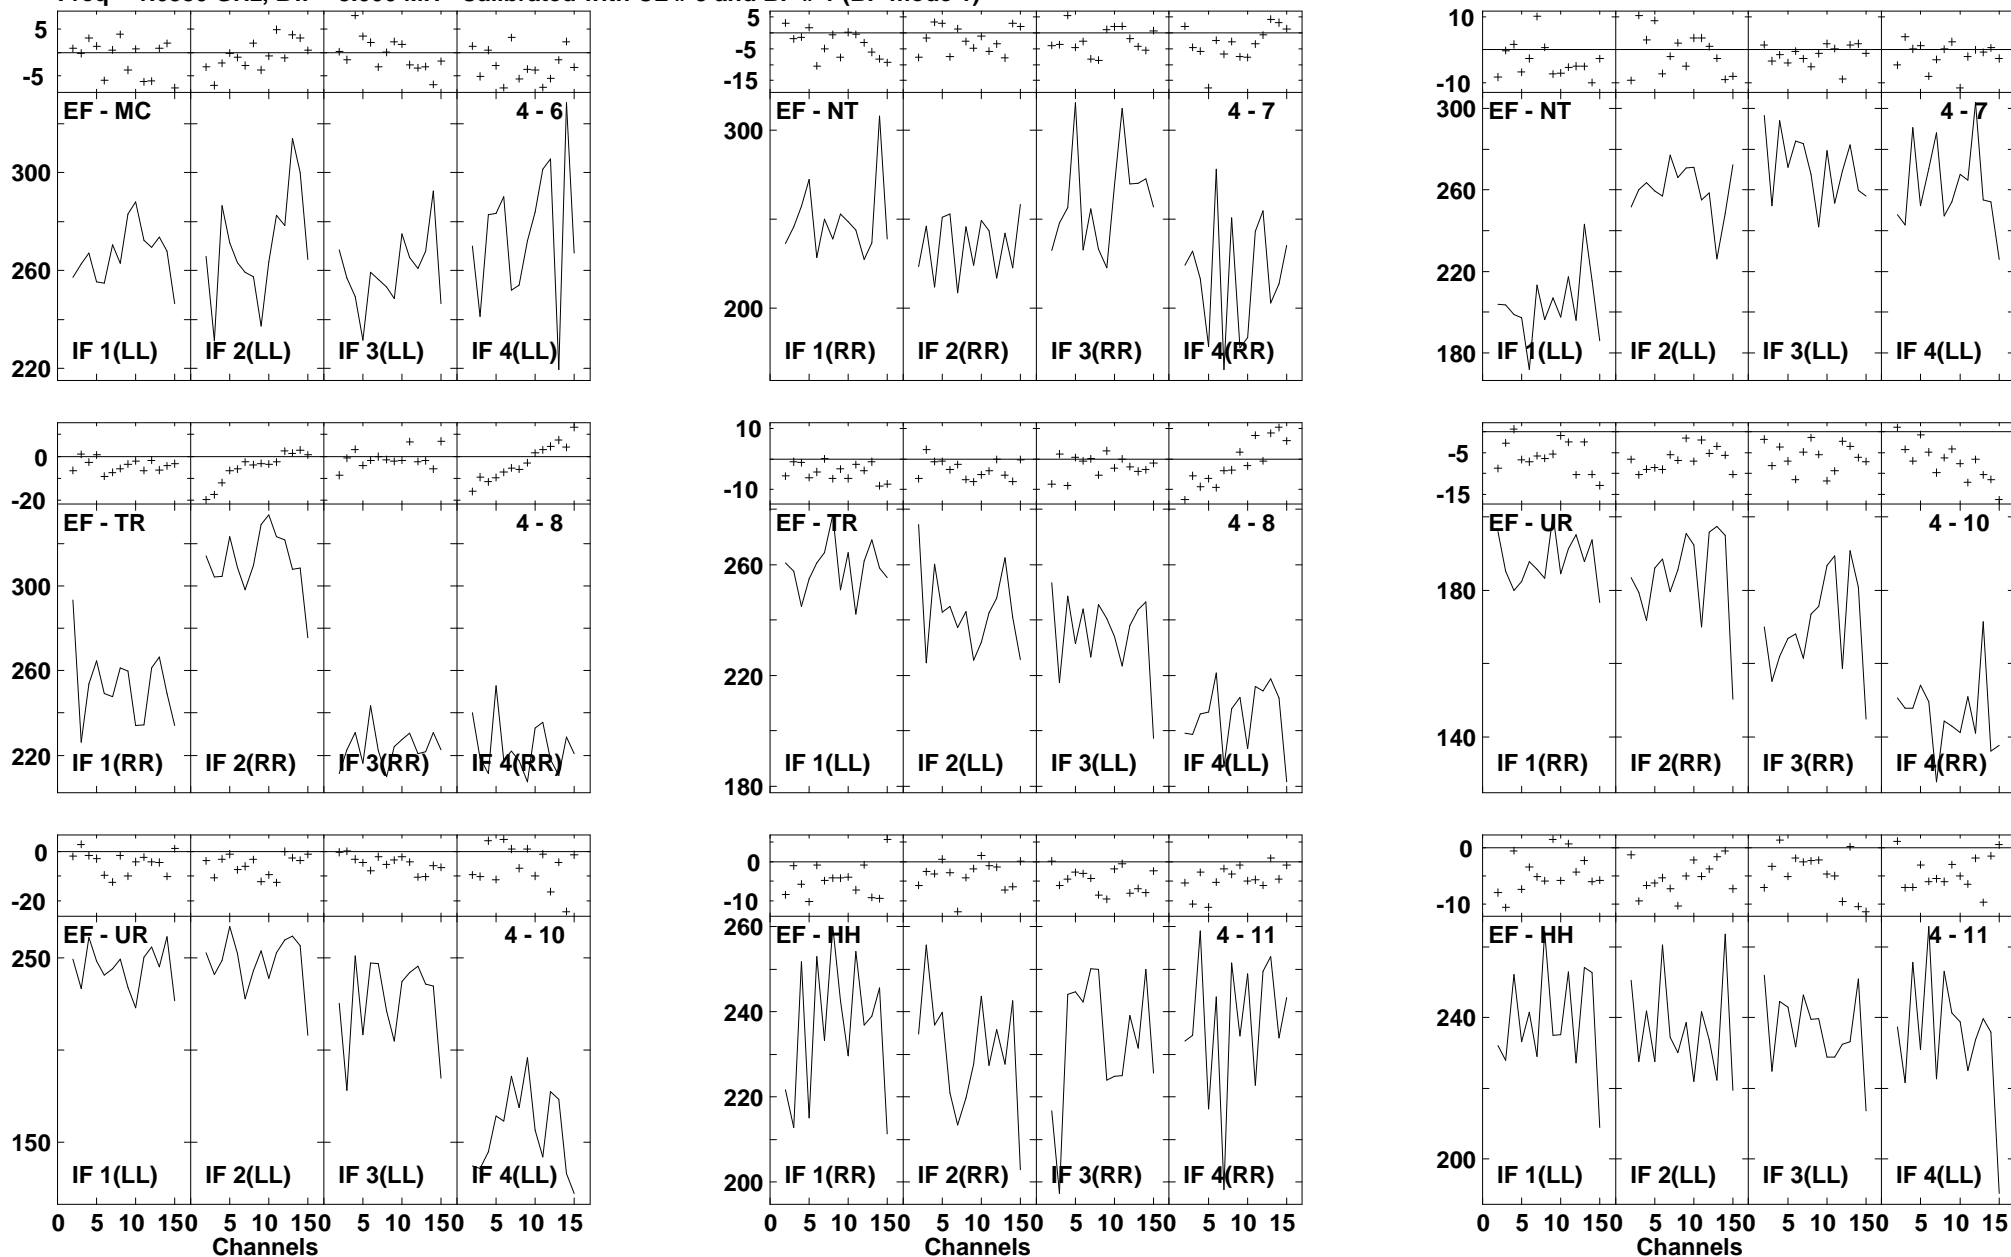 5
-5
EF - MC
4 - 6
300
260
220
IF 1(LL) IF 2(LL) IF 3(LL) IF 4(LL)
5
-5
-15
EF - NT
4 - 7
300
200
IF 1(RR) IF 2(RR) IF 3(RR) IF 4(RR)
10
-10
EF - NT
4 - 7
300
260
220
180
IF 1(LL) IF 2(LL) IF 3(LL) IF 4(LL)
0
-20
EF - TR
4 - 8
300
260
220
IF 1(RR) IF 2(RR) IF 3(RR) IF 4(RR)
10
-10
EF - TR
4 - 8
260
220
180
IF 1(LL) IF 2(LL) IF 3(LL) IF 4(LL)
-5
-15
EF - UR
4 - 10
180
140
IF 1(RR) IF 2(RR) IF 3(RR) IF 4(RR)
0
-20
EF - UR
4 - 10
250
150
IF 1(LL) IF 2(LL) IF 3(LL) IF 4(LL)
0 5 10 150 5 10 150 5 10 150 5 10 15
Channels
0
-10
EF - HH
4 - 11
260
240
220
200
IF 1(RR) IF 2(RR) IF 3(RR) IF 4(RR)
0 5 10 150 5 10 150 5 10 150 5 10 15
Channels
0
-10
EF - HH
4 - 11
240
200
IF 1(LL) IF 2(LL) IF 3(LL) IF 4(LL)
0 5 10 150 5 10 150 5 10 150 5 10 15
Channels